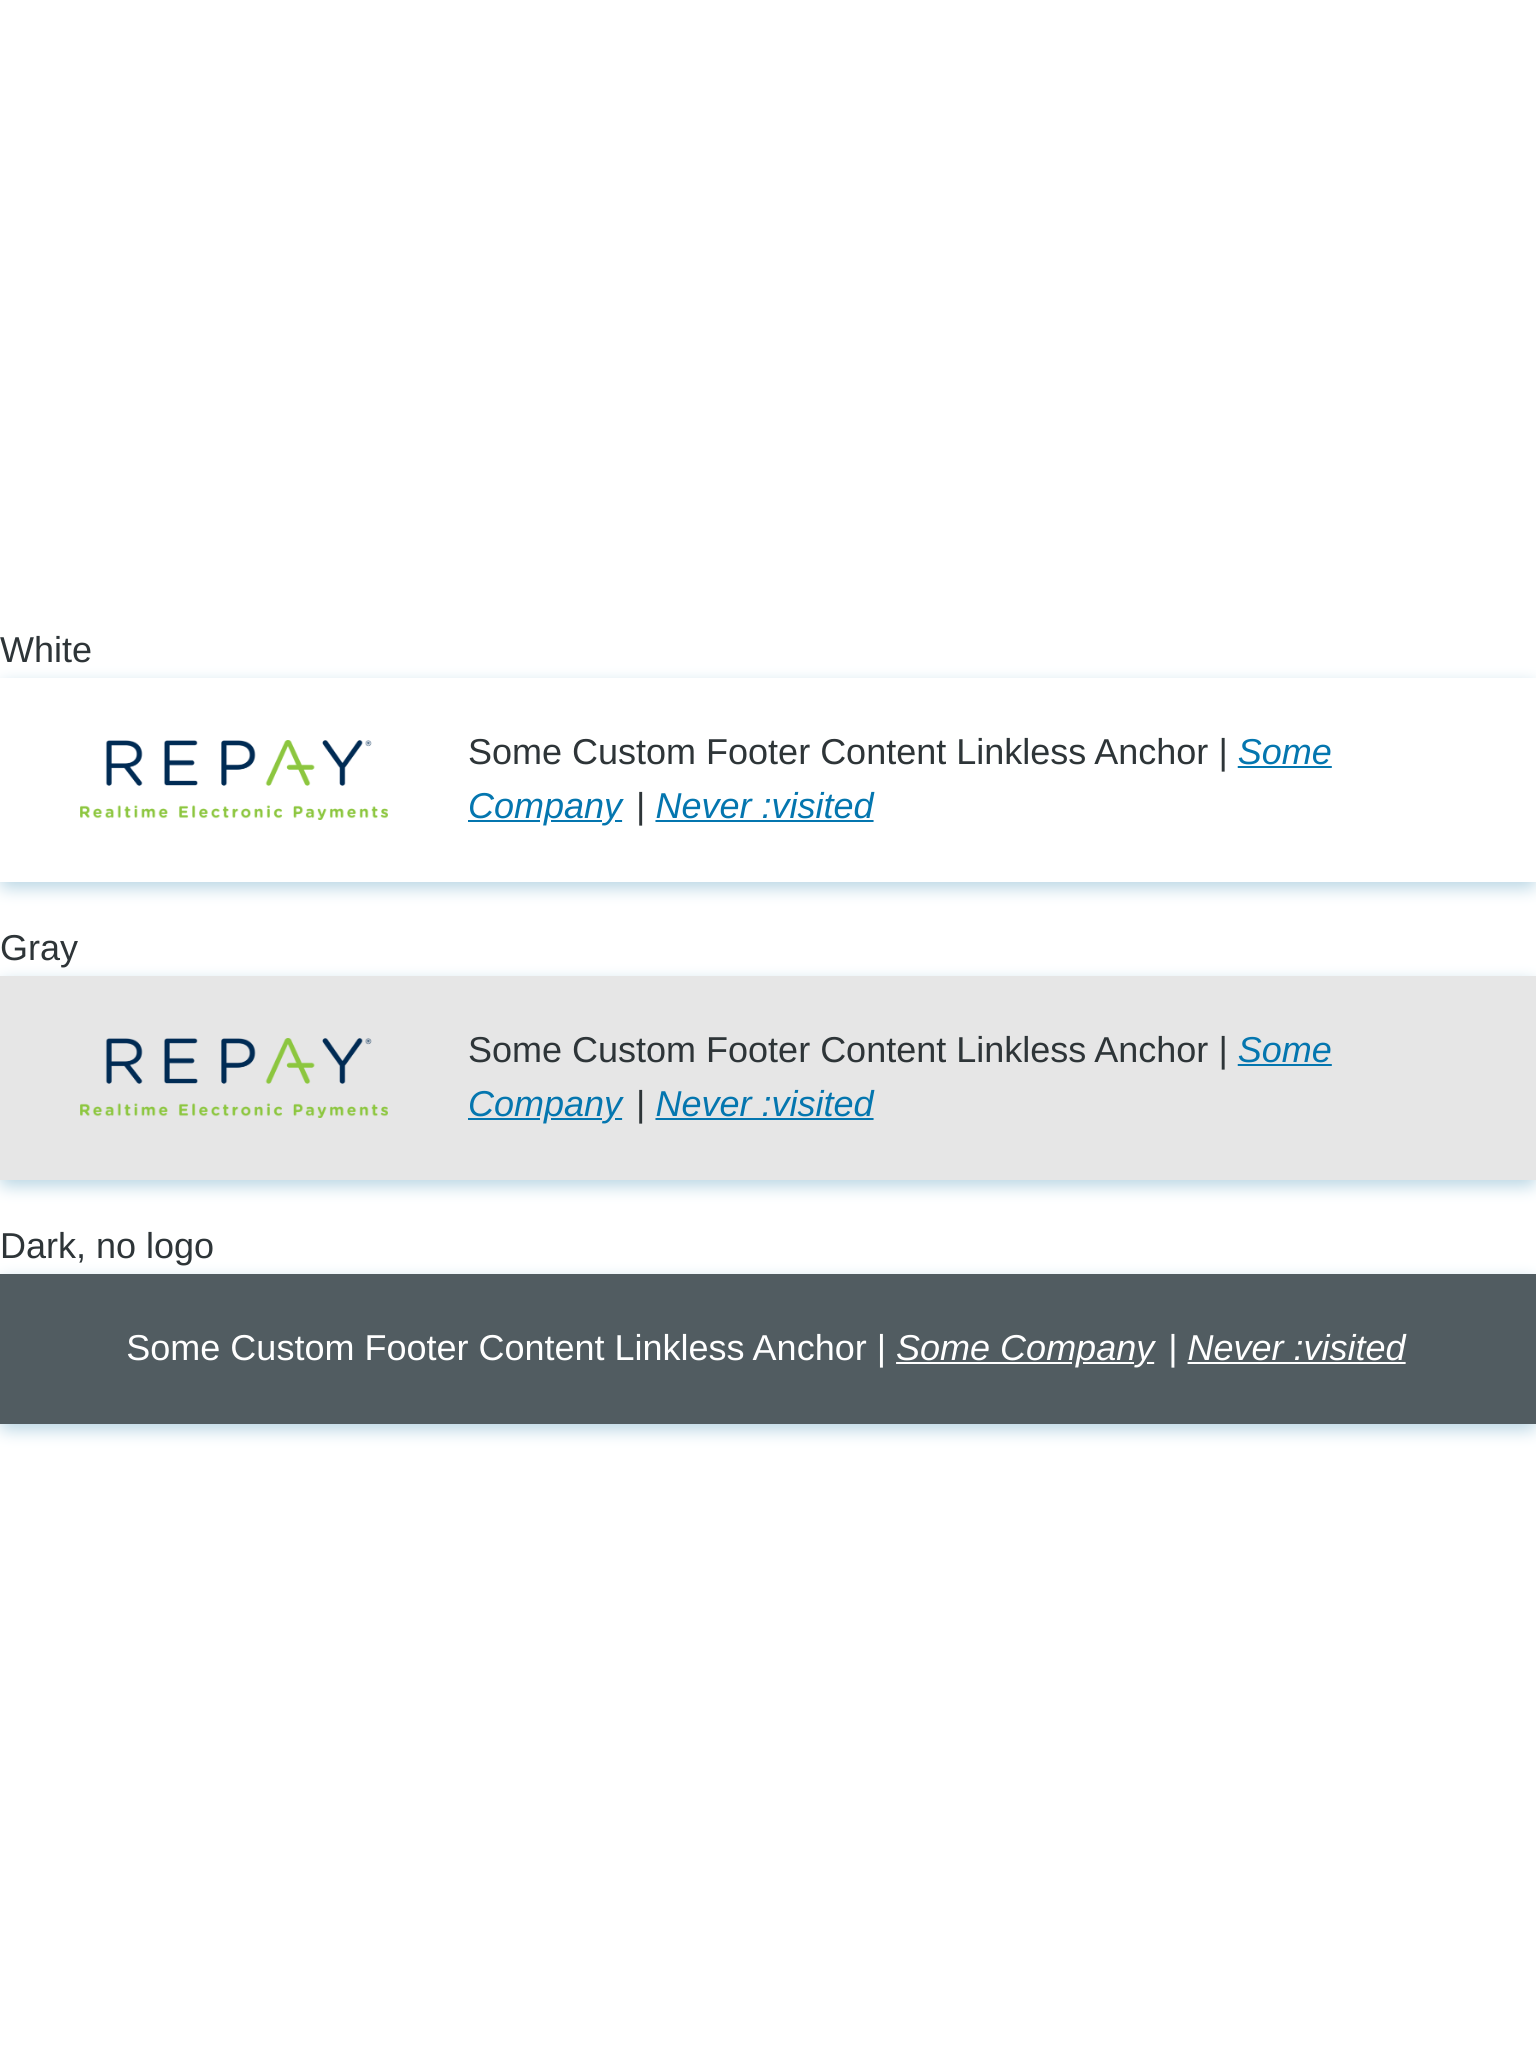 White
REPAY®
Realtime Electronic Payments
Some Custom Footer Content Linkless Anchor | Some
Company | Never :visited
Gray
REPAY®
Realtime Electronic Payments
Some Custom Footer Content Linkless Anchor | Some
Company | Never :visited
Dark, no logo
Some Custom Footer Content Linkless Anchor | Some Company | Never :visited